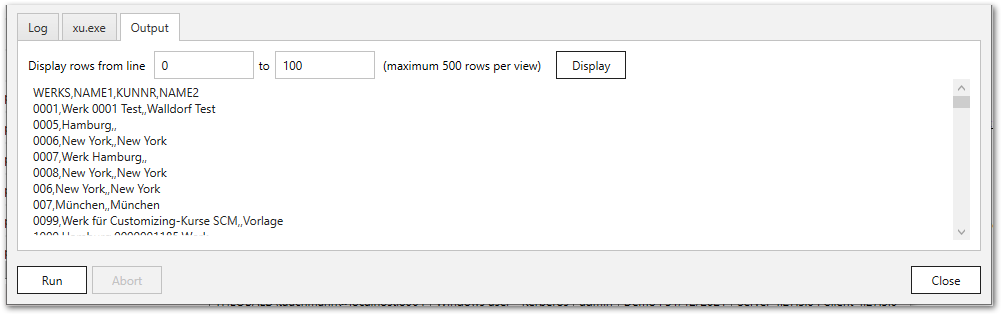 Log xu.exe Output
Display rows from line 0 to 100 (maximum 500 rows per view) Display
WERKS,NAME1,KUNNR,NAME2
0001,Werk 0001 Test,,Walldorf Test
0005,Hamburg,,
0006,New York,,New York
0007,Werk Hamburg,,
0008,New York,,New York
006,New York,,New York
007,München,,München
0099,Werk für Customizing-Kurse SCM,,Vorlage
Run Abort Close